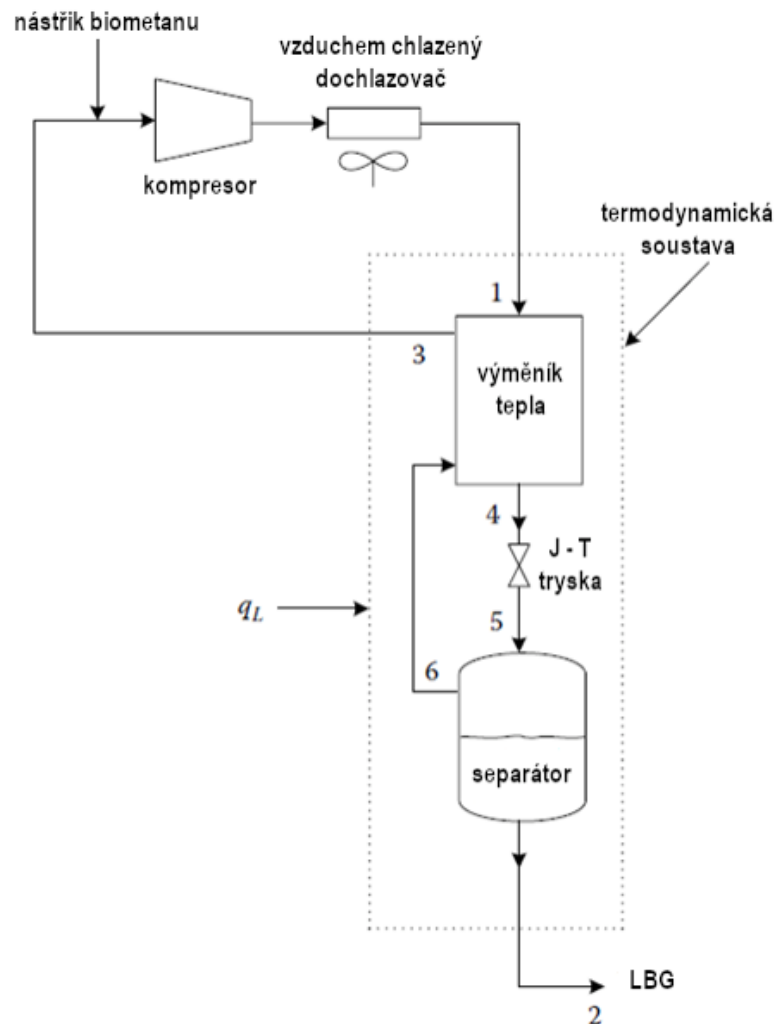 nástřik biometanu
vzduchem chlazený
dochlazovač
kompresor
termodynamická
soustava
1
3
výměník
tepla
4
J - T
tryska
q_L
5
6
separátor
LBG
2